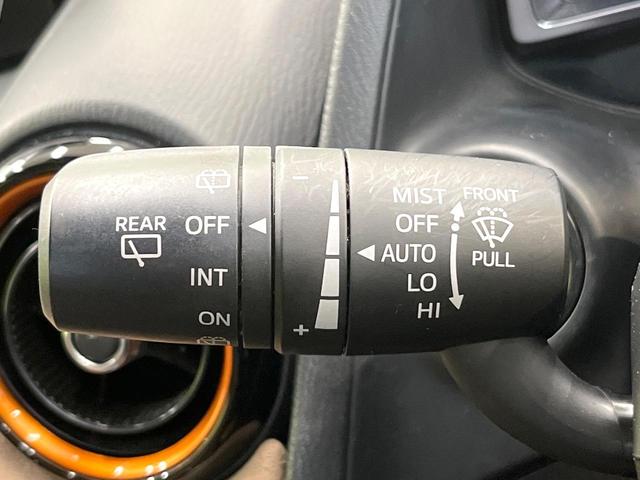 REAR
OFF
INT
ON
−
+
MIST
OFF
AUTO
LO
HI
FRONT
PULL